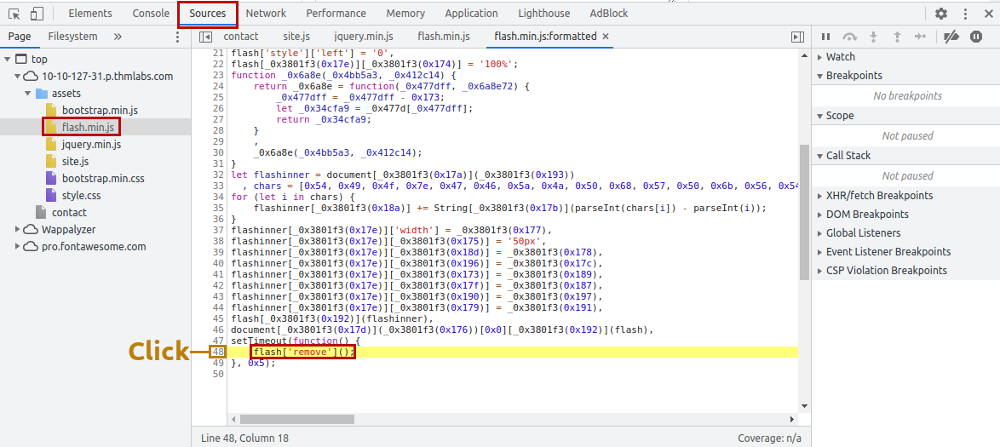 Elements Console Sources Network Performance Memory Application Lighthouse AdBlock
Page Filesystem »
contact site.js jquery.min.js flash.min.js flash.min.js:formatted ×
top
10-10-127-31.p.thmlabs.com
assets
bootstrap.min.js
flash.min.js
jquery.min.js
site.js
bootstrap.min.css
style.css
contact
Wappalyzer
pro.fontawesome.com
21 flash['style']['left'] = '0',
22 flash[_0x3801f3(0x17e)][_0x3801f3(0x174)] = '100%';
23 function _0x6a8e(_0x4bb5a3, _0x412c14) {
24 return _0x6a8e = function(_0x477dff, _0x6a8e72) {
25 _0x477dff = _0x477dff - 0x173;
26 let _0x34cfa9 = _0x477d[_0x477dff];
27 return _0x34cfa9;
28 }
29 ,
30 _0x6a8e(_0x4bb5a3, _0x412c14);
31 }
32 let flashinner = document[_0x3801f3(0x17a)](_0x3801f3(0x193))
33 , chars = [0x54, 0x49, 0x4f, 0x7e, 0x47, 0x46, 0x5a, 0x4a, 0x50, 0x68, 0x57, 0x50, 0x6b, 0x56, 0x54
34 for (let i in chars) {
35 flashinner[_0x3801f3(0x18a)] += String[_0x3801f3(0x17b)](parseInt(chars[i]) - parseInt(i));
36 }
37 flashinner[_0x3801f3(0x17e)]['width'] = _0x3801f3(0x177),
38 flashinner[_0x3801f3(0x17e)][_0x3801f3(0x175)] = '50px',
39 flashinner[_0x3801f3(0x17e)][_0x3801f3(0x18d)] = _0x3801f3(0x178),
40 flashinner[_0x3801f3(0x17e)][_0x3801f3(0x196)] = _0x3801f3(0x17c),
41 flashinner[_0x3801f3(0x17e)][_0x3801f3(0x173)] = _0x3801f3(0x189),
42 flashinner[_0x3801f3(0x17e)][_0x3801f3(0x17f)] = _0x3801f3(0x187),
43 flashinner[_0x3801f3(0x17e)][_0x3801f3(0x190)] = _0x3801f3(0x197),
44 flashinner[_0x3801f3(0x17e)][_0x3801f3(0x179)] = _0x3801f3(0x191),
45 flash[_0x3801f3(0x192)](flashinner),
46 document[_0x3801f3(0x17d)](_0x3801f3(0x176))[0x0][_0x3801f3(0x192)](flash),
47 setTimeout(function() {
Click 48 flash['remove']();
49 }, 0x5);
50
Line 48, Column 18 Coverage: n/a
Watch
Breakpoints
No breakpoints
Scope
Not paused
Call Stack
Not paused
XHR/fetch Breakpoints
DOM Breakpoints
Global Listeners
Event Listener Breakpoints
CSP Violation Breakpoints